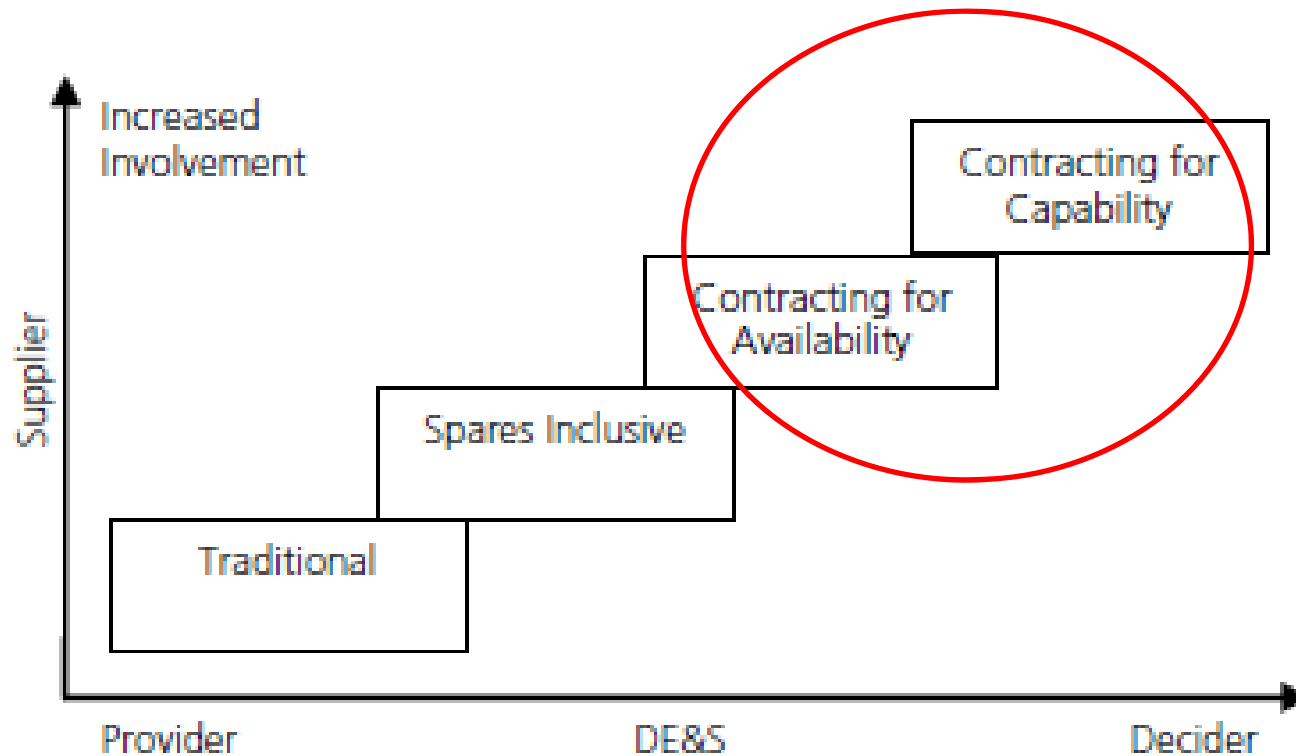 Increased
Involvement
Contracting for
Capability
Contracting for
Availability
Spares Inclusive
Traditional
Supplier
Provider
DE&S
Decider